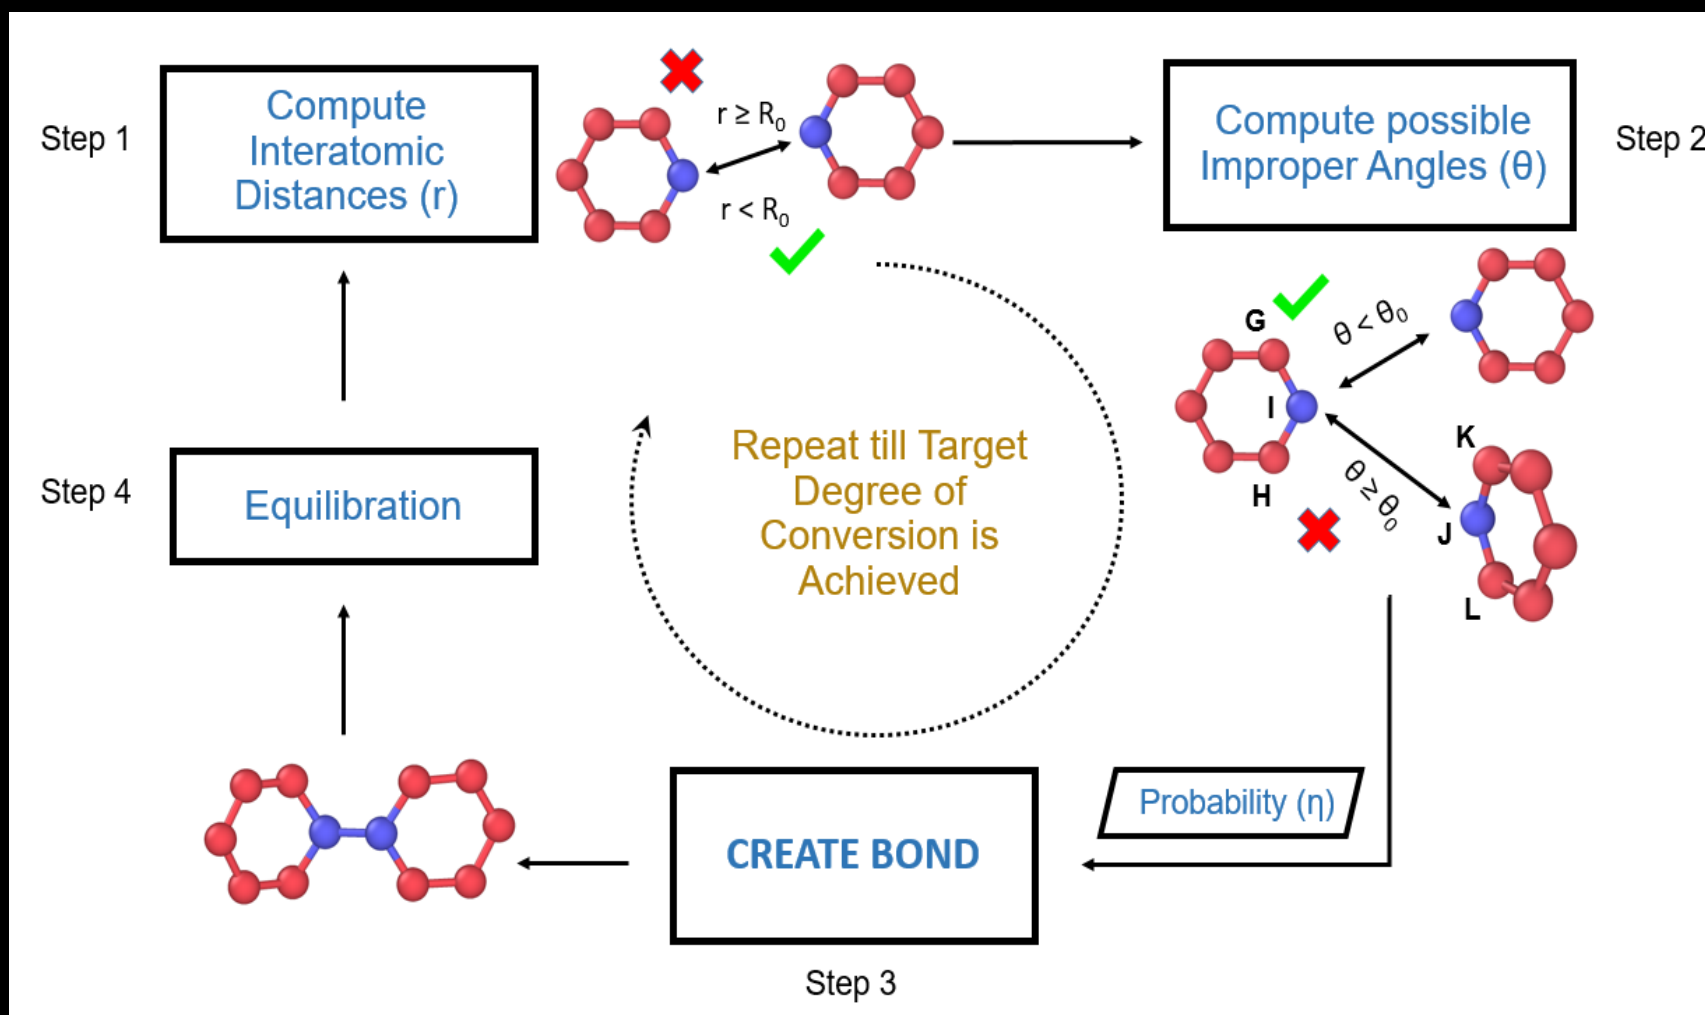 Step 1
Compute
Interatomic
Distances (r)
r ≥ R₀
r < R₀
Compute possible
Improper Angles (θ)
Step 2
G
I
H
θ < θ₀
θ ≥ θ₀
K
J
L
Repeat till Target
Degree of
Conversion is
Achieved
Step 4
Equilibration
Probability (η)
CREATE BOND
Step 3